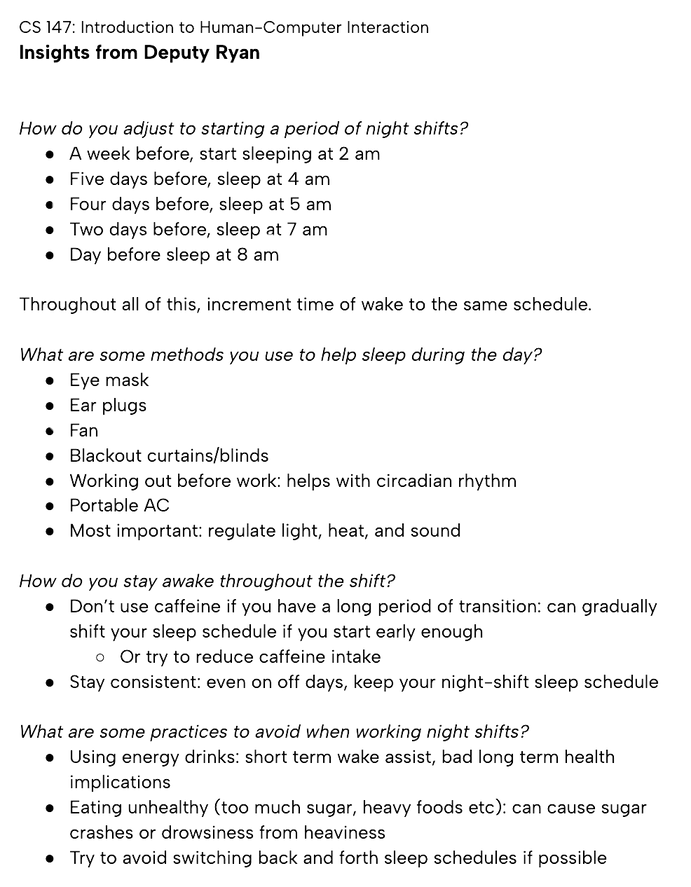 CS 147: Introduction to Human-Computer Interaction
Insights from Deputy Ryan
How do you adjust to starting a period of night shifts?
● A week before, start sleeping at 2 am
● Five days before, sleep at 4 am
● Four days before, sleep at 5 am
● Two days before, sleep at 7 am
● Day before sleep at 8 am
Throughout all of this, increment time of wake to the same schedule.
What are some methods you use to help sleep during the day?
● Eye mask
● Ear plugs
● Fan
● Blackout curtains/blinds
● Working out before work: helps with circadian rhythm
● Portable AC
● Most important: regulate light, heat, and sound
How do you stay awake throughout the shift?
● Don't use caffeine if you have a long period of transition: can gradually
shift your sleep schedule if you start early enough
○ Or try to reduce caffeine intake
● Stay consistent: even on off days, keep your night-shift sleep schedule
What are some practices to avoid when working night shifts?
● Using energy drinks: short term wake assist, bad long term health
implications
● Eating unhealthy (too much sugar, heavy foods etc): can cause sugar
crashes or drowsiness from heaviness
● Try to avoid switching back and forth sleep schedules if possible